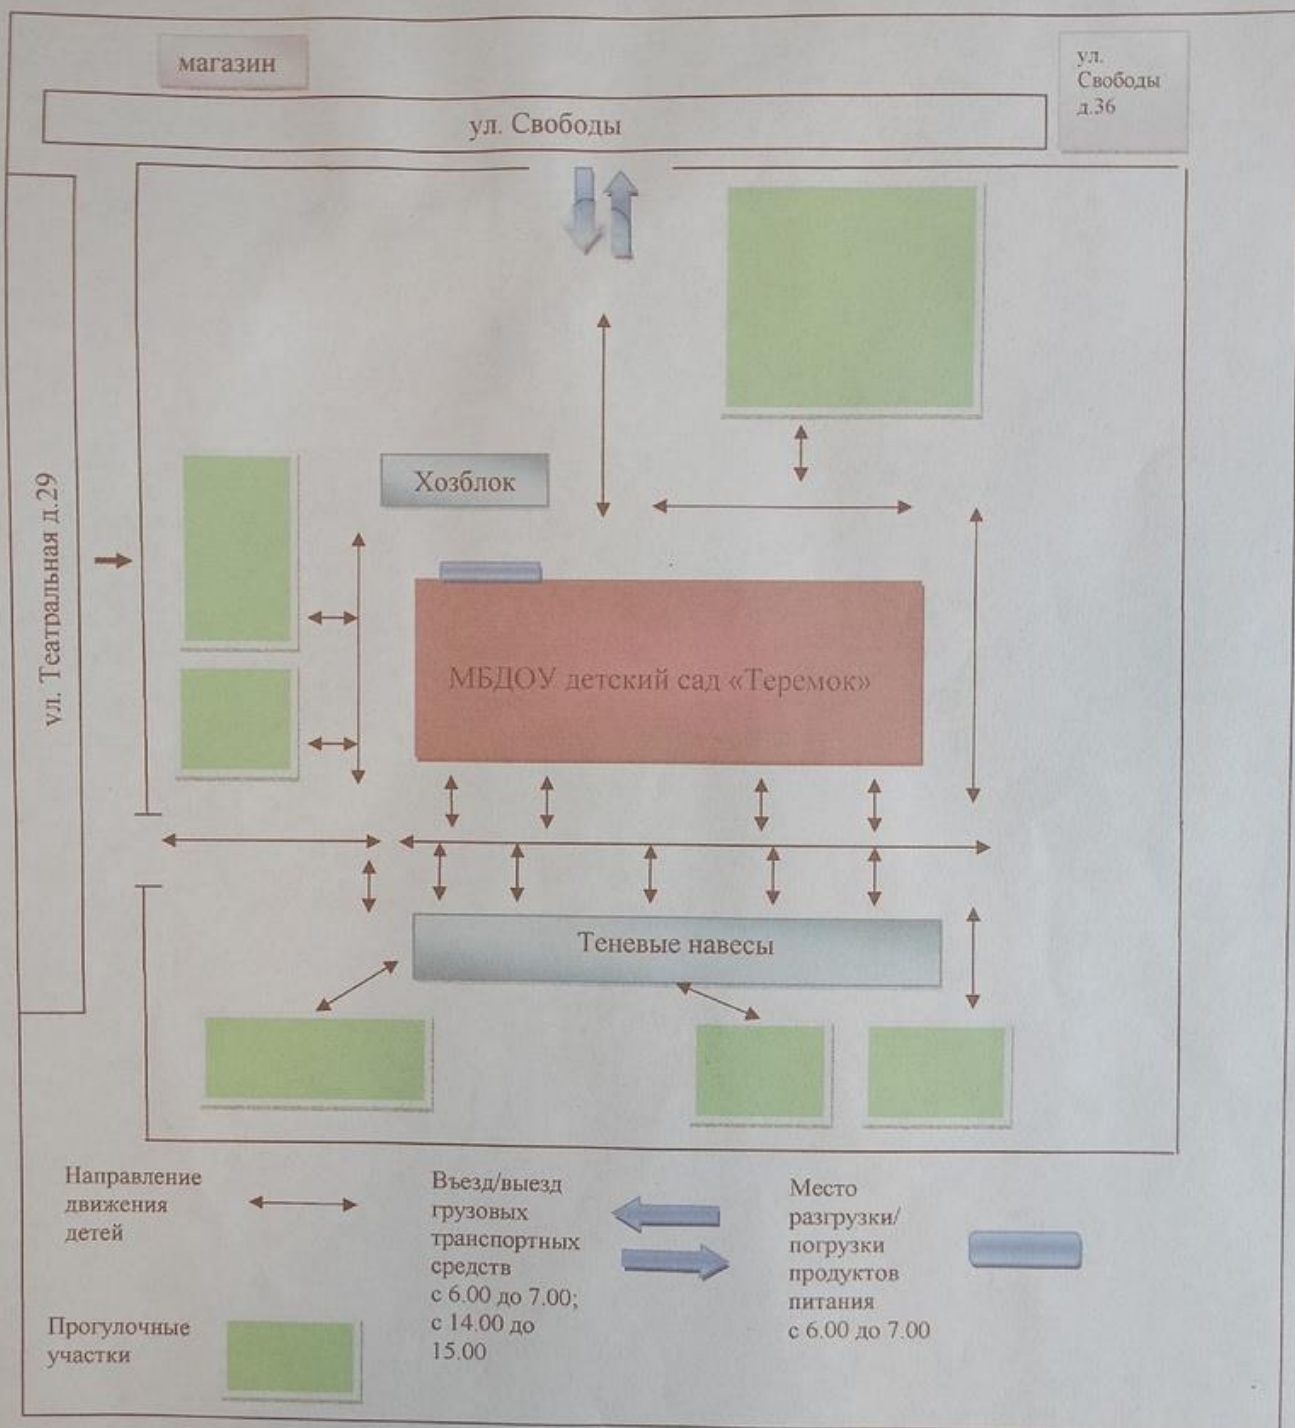 магазин
ул.
Свободы
д.36
ул. Свободы
ул. Театральная д.29
Хозблок
МБДОУ детский сад «Теремок»
Теневые навесы
Направление
движения
детей
Въезд/выезд
грузовых
транспортных
средств
с 6.00 до 7.00;
с 14.00 до
15.00
Место
разгрузки/
погрузки
продуктов
питания
с 6.00 до 7.00
Прогулочные
участки